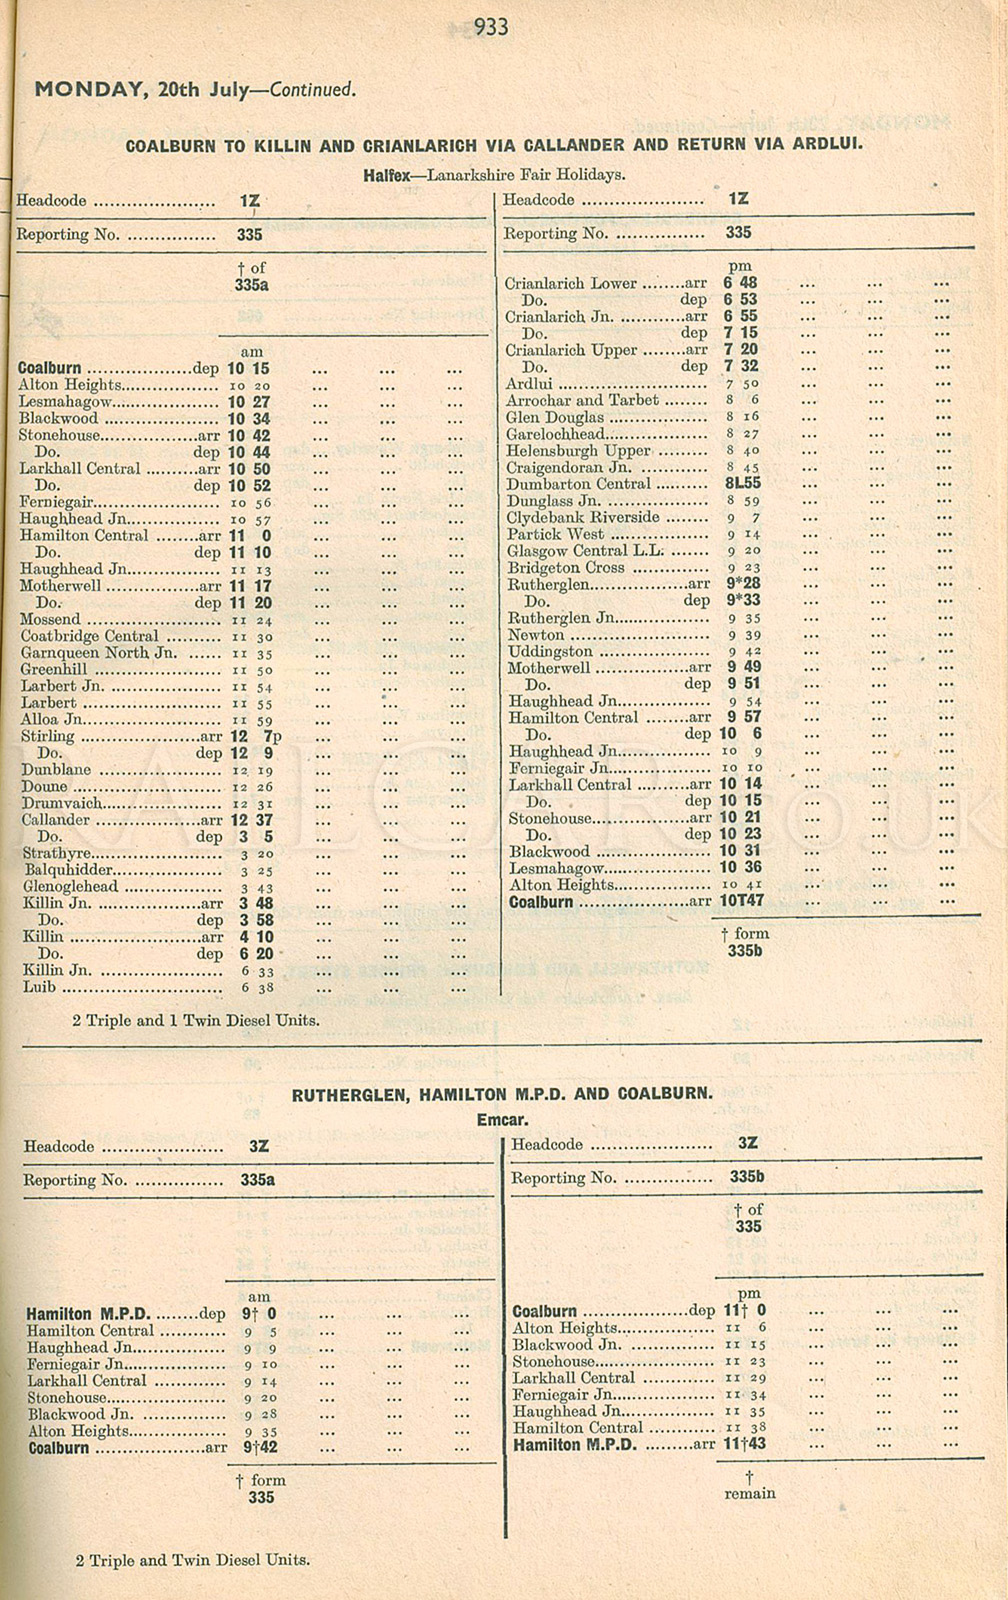 933
MONDAY, 20th July—Continued.
COALBURN TO KILLIN AND CRIANLARICH VIA CALLANDER AND RETURN VIA ARDLUI.
Halfex—Lanarkshire Fair Holidays.
Headcode ...................... 1Z
Reporting No. ................ 335
† of
335a
am
Coalburn ...................dep 10 15 ... ... ...
Alton Heights.................. 10 20 ... ... ...
Lesmahagow.................... 10 27 ... ... ...
Blackwood ..................... 10 34 ... ... ...
Stonehouse..................arr 10 42 ... ... ...
Do. dep 10 44 ... ... ...
Larkhall Central ..........arr 10 50 ... ... ...
Do. dep 10 52 ... ... ...
Ferniegair....................... 10 56 ... ... ...
Haughhead Jn................. 10 57 ... ... ...
Hamilton Central ........arr 11 0 ... ... ...
Do. dep 11 10 ... ... ...
Haughhead Jn................. 11 13 ... ... ...
Motherwell .................arr 11 17 ... ... ...
Do. dep 11 20 ... ... ...
Mossend ........................ 11 24 ... ... ...
Coatbridge Central .......... 11 30 ... ... ...
Garnqueen North Jn. ...... 11 35 ... ... ...
Greenhill ........................ 11 50 ... ... ...
Larbert Jn. ..................... 11 54 ... ... ...
Larbert .......................... 11 55 ... ... ...
Alloa Jn.......................... 11 59 ... ... ...
Stirling ......................arr 12 7p ... ... ...
Do. dep 12 9 ... ... ...
Dunblane ....................... 12 19 ... ... ...
Doune ............................ 12 26 ... ... ...
Drumvaich...................... 12 31 ... ... ...
Callander ....................arr 12 37 ... ... ...
Do. dep 3 5 ... ... ...
Strathyre........................ 3 20 ... ... ...
Balquhidder.................... 3 25 ... ... ...
Glenoglehead ................... 3 43 ... ... ...
Killin Jn. ....................arr 3 48 ... ... ...
Do. dep 3 58 ... ... ...
Killin ........................arr 4 10 ... ... ...
Do. dep 6 20 ... ... ...
Killin Jn. ....................... 6 33 ... ... ...
Luib ............................. 6 38 ... ... ...
2 Triple and 1 Twin Diesel Units.
Headcode ...................... 1Z
Reporting No. ................ 335
pm
Crianlarich Lower ........arr 6 48 ... ... ...
Do. dep 6 53 ... ... ...
Crianlarich Jn. ............arr 6 55 ... ... ...
Do. dep 7 15 ... ... ...
Crianlarich Upper ........arr 7 20 ... ... ...
Do. dep 7 32 ... ... ...
Ardlui ........................... 7 50 ... ... ...
Arrochar and Tarbet ........ 8 6 ... ... ...
Glen Douglas .................. 8 16 ... ... ...
Garelochhead.................. 8 27 ... ... ...
Helensburgh Upper ......... 8 40 ... ... ...
Craigendoran Jn. ............ 8 45 ... ... ...
Dumbarton Central .......... 8L55 ... ... ...
Dunglass Jn. ................... 8 59 ... ... ...
Clydebank Riverside ........ 9 7 ... ... ...
Partick West .................. 9 14 ... ... ...
Glasgow Central L.L. ....... 9 20 ... ... ...
Bridgeton Cross .............. 9 23 ... ... ...
Rutherglen..................arr 9*28 ... ... ...
Do. dep 9*33 ... ... ...
Rutherglen Jn................. 9 35 ... ... ...
Newton .......................... 9 39 ... ... ...
Uddingston .................... 9 42 ... ... ...
Motherwell .................arr 9 49 ... ... ...
Do. dep 9 51 ... ... ...
Haughhead Jn................. 9 54 ... ... ...
Hamilton Central ........arr 9 57 ... ... ...
Do. dep 10 6 ... ... ...
Haughhead Jn................. 10 9 ... ... ...
Ferniegair Jn.................. 10 10 ... ... ...
Larkhall Central ..........arr 10 14 ... ... ...
Do. dep 10 15 ... ... ...
Stonehouse..................arr 10 21 ... ... ...
Do. dep 10 23 ... ... ...
Blackwood ..................... 10 31 ... ... ...
Lesmahagow.................... 10 36 ... ... ...
Alton Heights.................. 10 41 ... ... ...
Coalburn ....................arr 10T47 ... ... ...
† form
335b
RAILCAR.co.UK
RUTHERGLEN, HAMILTON M.P.D. AND COALBURN.
Emcar.
Headcode ...................... 3Z
Reporting No. ................ 335a
am
Hamilton M.P.D. ........dep 9† 0 ... ... ...
Hamilton Central ............ 9 5 ... ... ...
Haughhead Jn................. 9 9 ... ... ...
Ferniegair Jn.................. 9 10 ... ... ...
Larkhall Central .............. 9 14 ... ... ...
Stonehouse..................... 9 20 ... ... ...
Blackwood Jn. ............... 9 28 ... ... ...
Alton Heights.................. 9 35 ... ... ...
Coalburn ....................arr 9†42 ... ... ...
† form
335
2 Triple and Twin Diesel Units.
Headcode ...................... 3Z
Reporting No. ................ 335b
† of
335
pm
Coalburn ...................dep 11† 0 ... ... ...
Alton Heights.................. 11 6 ... ... ...
Blackwood Jn. ................ 11 15 ... ... ...
Stonehouse..................... 11 23 ... ... ...
Larkhall Central ............. 11 29 ... ... ...
Ferniegair Jn.................. 11 34 ... ... ...
Haughhead Jn................. 11 35 ... ... ...
Hamilton Central ............ 11 38 ... ... ...
Hamilton M.P.D. .........arr 11†43 ... ... ...
†
remain